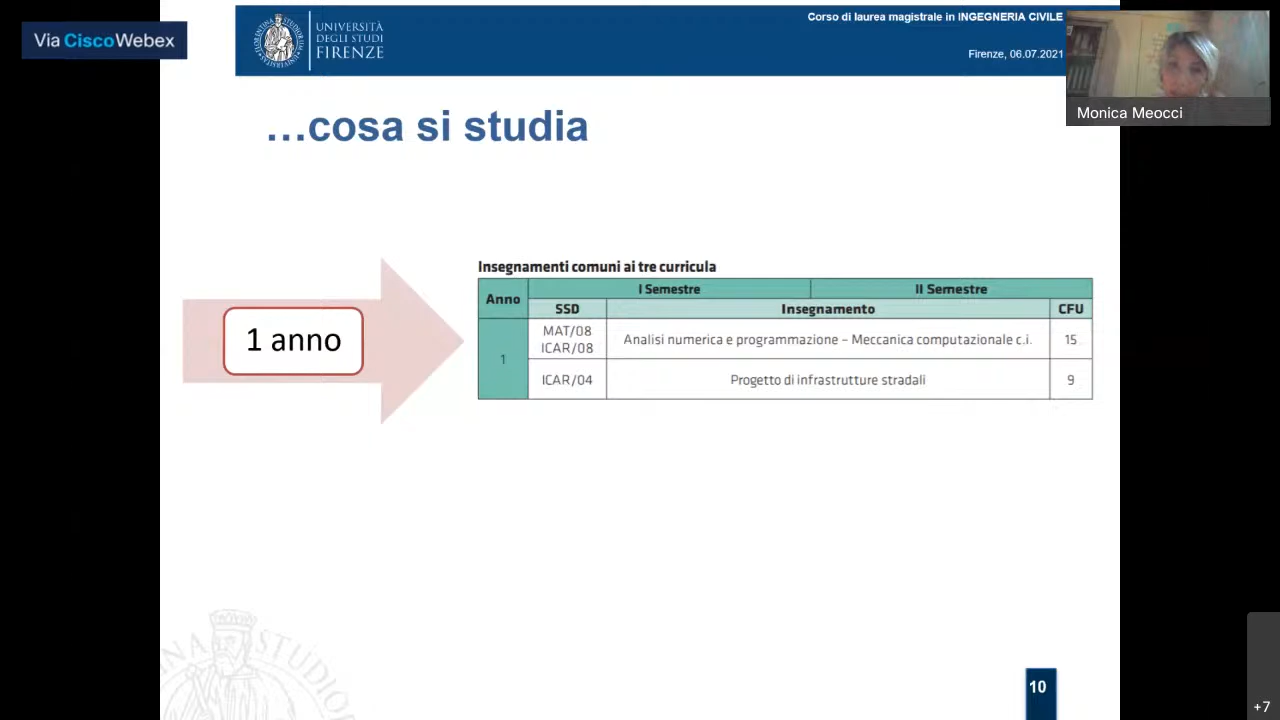 Via CiscoWebex
UNIVERSITÀ
DEGLI STUDI
FIRENZE
Corso di laurea magistrale in INGEGNERIA CIVILE
Firenze, 06.07.2021
Monica Meocci
...cosa si studia
1 anno
Insegnamenti comuni ai tre curricula
Anno I Semestre II Semestre
SSD Insegnamento CFU
1
MAT/08
ICAR/08
Analisi numerica e programmazione – Meccanica computazionale c.i. 15
ICAR/04 Progetto di infrastrutture stradali 9
10
+7